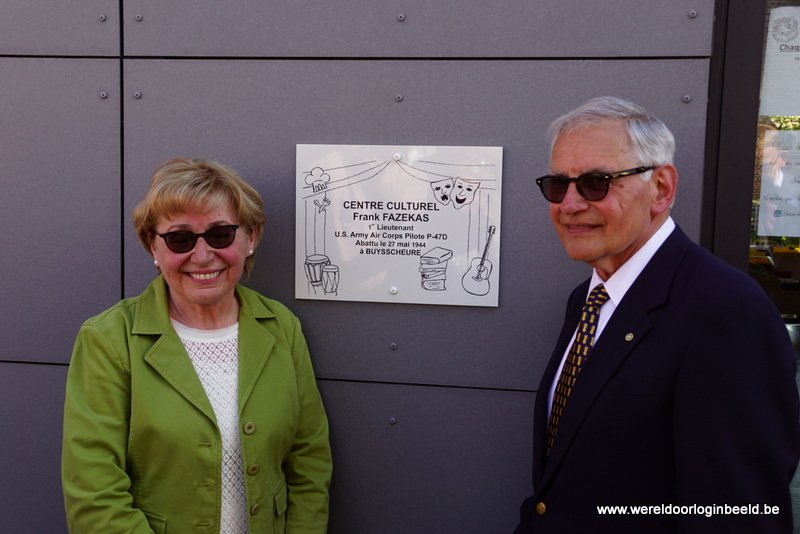 CENTRE CULTUREL
Frank FAZEKAS
1er Lieutenant
U.S. Army Air Corps Pilote P-47D
Abattu le 27 mai 1944
à BUYSSCHEURE
Chaq
www.wereldoorloginbeeld.be